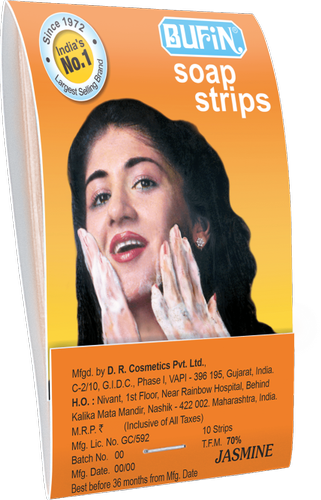 Since 1972
India's
No.1
Largest Selling Brand
BUFiN
soap
strips
Mfgd. by D. R. Cosmetics Pvt. Ltd.,
C-2/10, G.I.D.C., Phase I, VAPI - 396 195, Gujarat, India.
H.O. : Nivant, 1st Floor, Near Rainbow Hospital, Behind
Kalika Mata Mandir, Nashik - 422 002. Maharashtra, India.
M.R.P. ₹ (Inclusive of All Taxes)
Mfg. Lic. No. GC/592 10 Strips
Batch No. 00 T.F.M. 70%
Mfg. Date. 00/00 JASMINE
Best before 36 months from Mfg. Date